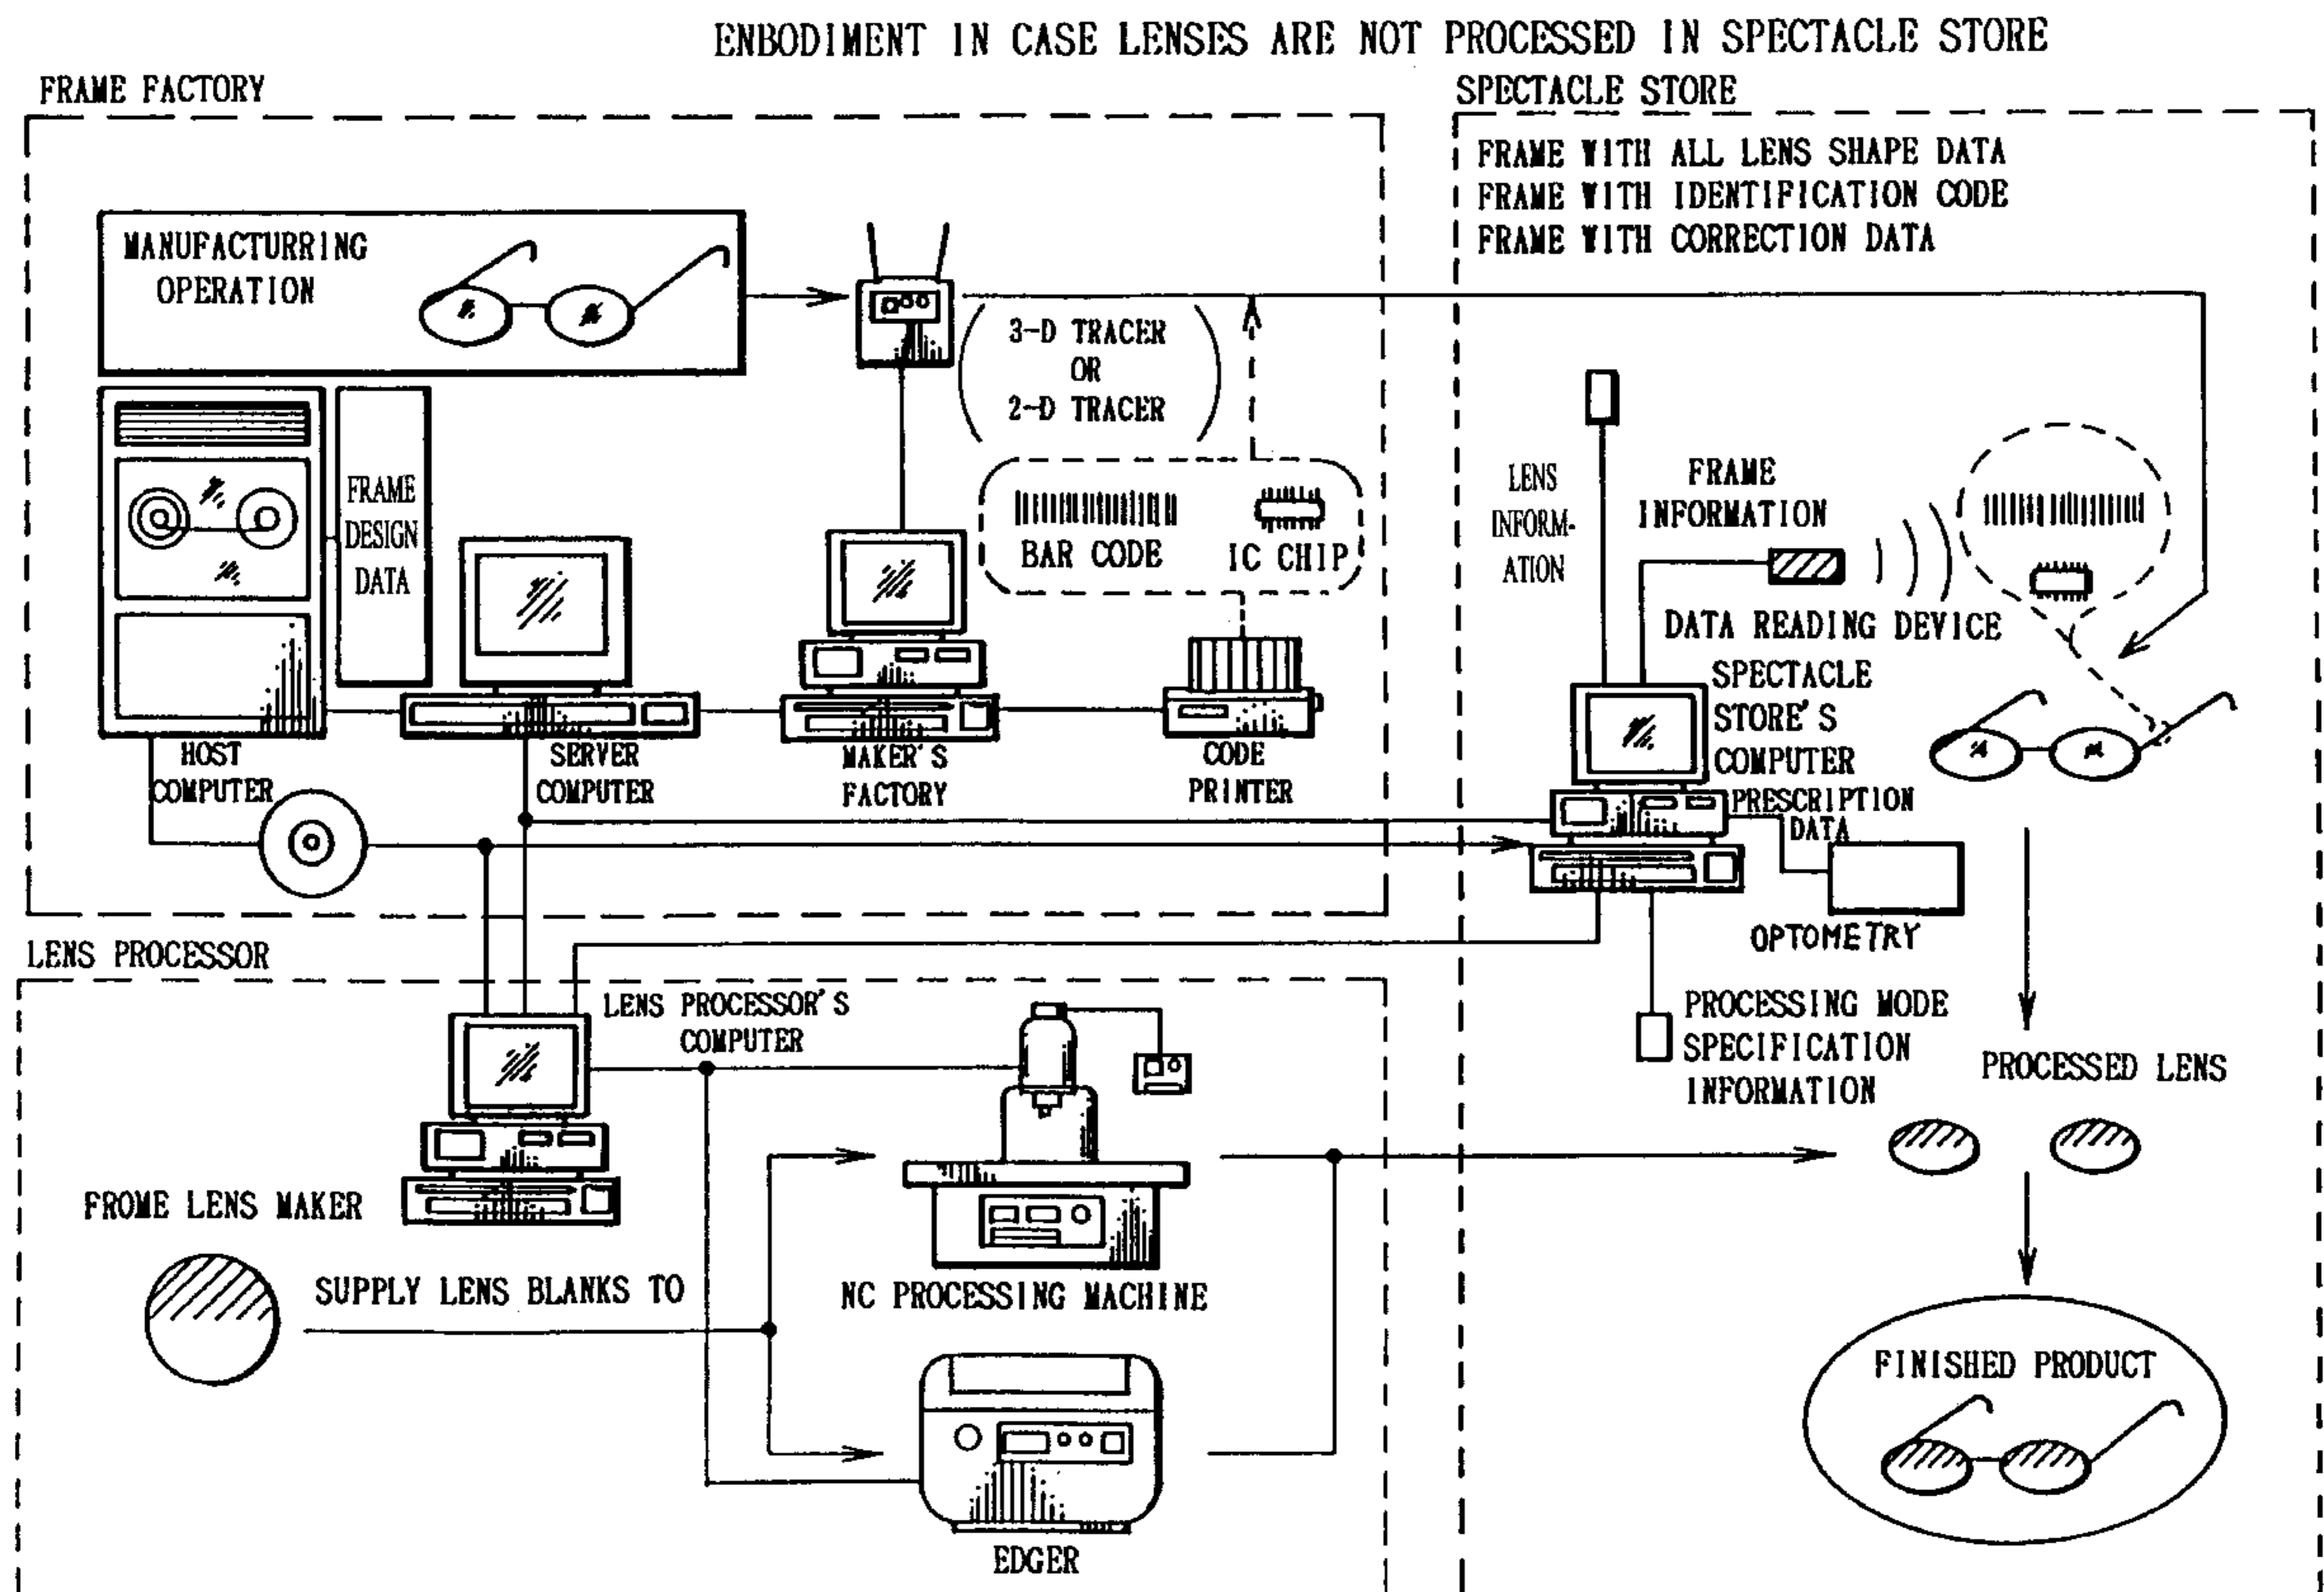 ENBODIMENT IN CASE LENSES ARE NOT PROCESSED IN SPECTACLE STORE
FRAME FACTORY
MANUFACTURRING
OPERATION
3-D TRACER
OR
2-D TRACER
FRAME
DESIGN
DATA
BAR CODE
IC CHIP
HOST
COMPUTER
SERVER
COMPUTER
MAKER'S
FACTORY
CODE
PRINTER
SPECTACLE STORE
FRAME WITH ALL LENS SHAPE DATA
FRAME WITH IDENTIFICATION CODE
FRAME WITH CORRECTION DATA
LENS
INFORM-
ATION
FRAME
INFORMATION
DATA READING DEVICE
SPECTACLE
STORE'S
COMPUTER
PRESCRIPTION
DATA
OPTOMETRY
PROCESSING MODE
SPECIFICATION
INFORMATION
PROCESSED LENS
FINISHED PRODUCT
LENS PROCESSOR
LENS PROCESSOR'S
COMPUTER
FROME LENS MAKER
SUPPLY LENS BLANKS TO
NC PROCESSING MACHINE
EDGER